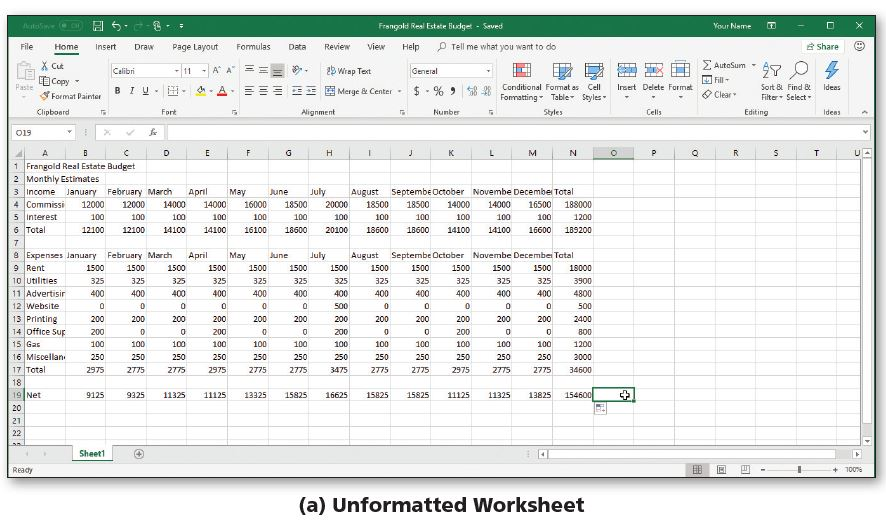 AutoSave Off Frangold Real Estate Budget - Saved Your Name
File Home Insert Draw Page Layout Formulas Data Review View Help Tell me what you want to do Share
Paste Cut Copy Format Painter Clipboard
Calibri 11 A A B I U A Font
Wrap Text Merge & Center Alignment
General $ % Number
Conditional Formatting Format as Table Cell Styles Styles
Insert Delete Format Cells
AutoSum Fill Clear Sort & Filter Find & Select Editing
Ideas Ideas
O19 fx
A B C D E F G H I J K L M N O P Q R S T U
1 Frangold Real Estate Budget
2 Monthly Estimates
3 Income January February March April May June July August Septembe October Novembe Decembe Total
4 Commissi 12000 12000 14000 14000 16000 18500 20000 18500 18500 14000 14000 16500 188000
5 Interest 100 100 100 100 100 100 100 100 100 100 100 100 1200
6 Total 12100 12100 14100 14100 16100 18600 20100 18600 18600 14100 14100 16600 189200
7
8 Expenses January February March April May June July August Septembe October Novembe Decembe Total
9 Rent 1500 1500 1500 1500 1500 1500 1500 1500 1500 1500 1500 1500 18000
10 Utilities 325 325 325 325 325 325 325 325 325 325 325 325 3900
11 Advertisin 400 400 400 400 400 400 400 400 400 400 400 400 4800
12 Website 0 0 0 0 0 0 500 0 0 0 0 0 500
13 Printing 200 200 200 200 200 200 200 200 200 200 200 200 2400
14 Office Sup 200 0 0 200 0 0 200 0 0 200 0 0 800
15 Gas 100 100 100 100 100 100 100 100 100 100 100 100 1200
16 Miscellan 250 250 250 250 250 250 250 250 250 250 250 250 3000
17 Total 2975 2775 2775 2975 2775 2775 3475 2775 2775 2975 2775 2775 34600
18
19 Net 9125 9325 11325 11125 13325 15825 16625 15825 15825 11125 11325 13825 154600
20
21
22
Sheet1
Ready 100%
(a) Unformatted Worksheet